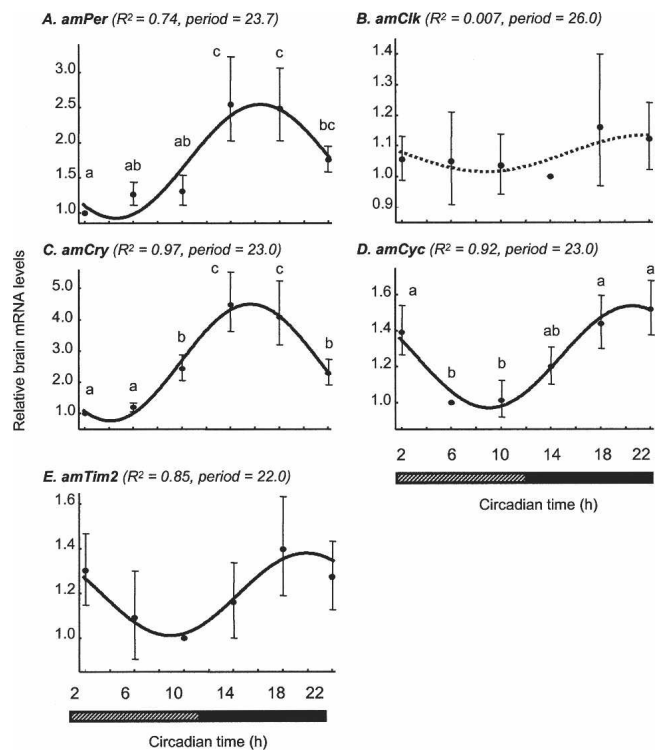 A. amPer (R² = 0.74, period = 23.7)
3.0
2.5
2.0
1.5
1.0
a
ab
ab
c
c
bc
B. amClk (R² = 0.007, period = 26.0)
1.4
1.3
1.2
1.1
1.0
0.9
C. amCry (R² = 0.97, period = 23.0)
5.0
4.0
3.0
2.0
1.0
a
a
b
c
c
b
D. amCyc (R² = 0.92, period = 23.0)
1.6
1.4
1.2
1.0
a
b
b
ab
a
a
2 6 10 14 18 22
Circadian time (h)
Relative brain mRNA levels
E. amTim2 (R² = 0.85, period = 22.0)
1.6
1.4
1.2
1.0
2 6 10 14 18 22
Circadian time (h)